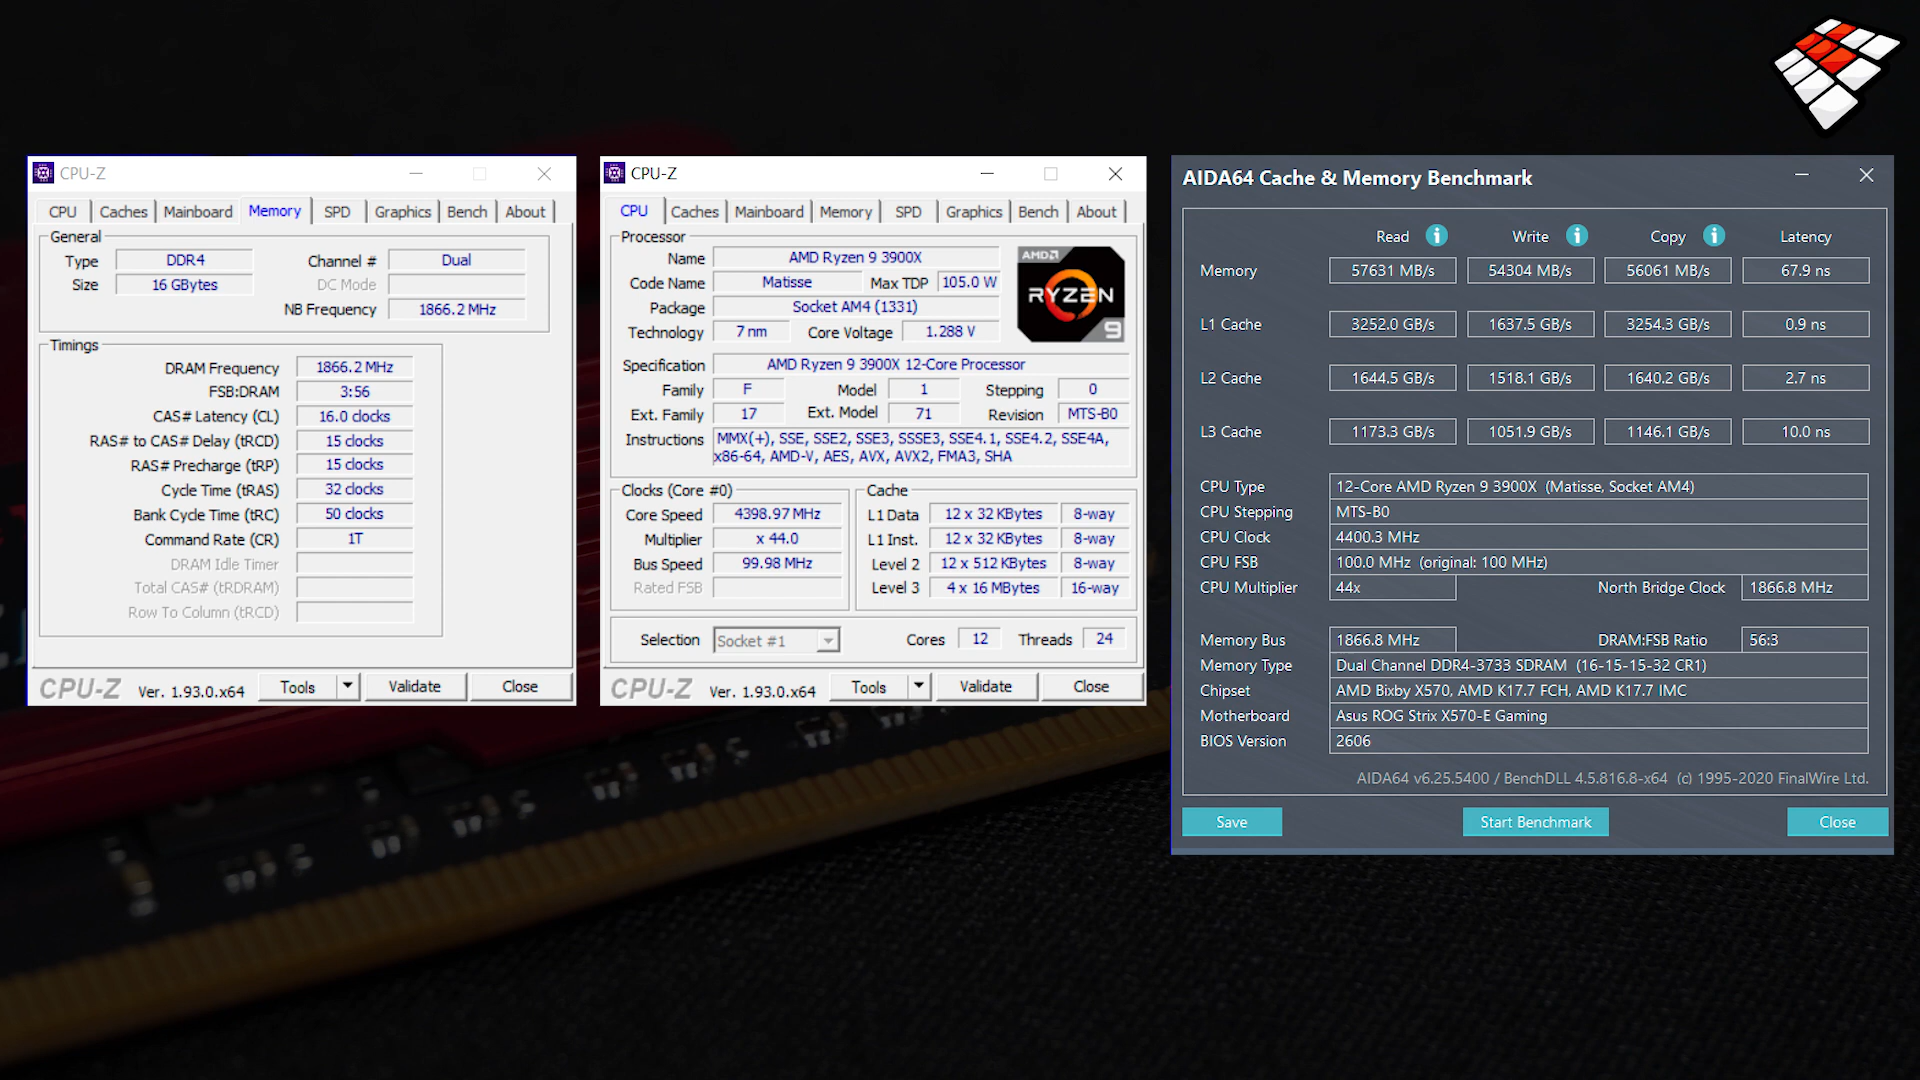 CPU-Z
CPU Caches Mainboard Memory SPD Graphics Bench About
General
Type DDR4 Channel # Dual
Size 16 GBytes DC Mode
NB Frequency 1866.2 MHz
Timings
DRAM Frequency 1866.2 MHz
FSB:DRAM 3:56
CAS# Latency (CL) 16.0 clocks
RAS# to CAS# Delay (tRCD) 15 clocks
RAS# Precharge (tRP) 15 clocks
Cycle Time (tRAS) 32 clocks
Bank Cycle Time (tRC) 50 clocks
Command Rate (CR) 1T
DRAM Idle Timer
Total CAS# (tRDRAM)
Row To Column (tRCD)
CPU-Z Ver. 1.93.0.x64 Tools Validate Close
CPU-Z
CPU Caches Mainboard Memory SPD Graphics Bench About
Processor
Name AMD Ryzen 9 3900X
Code Name Matisse Max TDP 105.0 W
Package Socket AM4 (1331)
Technology 7 nm Core Voltage 1.288 V
AMD
RYZEN
9
Specification AMD Ryzen 9 3900X 12-Core Processor
Family F Model 1 Stepping 0
Ext. Family 17 Ext. Model 71 Revision MTS-B0
Instructions MMX(+), SSE, SSE2, SSE3, SSSE3, SSE4.1, SSE4.2, SSE4A,
x86-64, AMD-V, AES, AVX, AVX2, FMA3, SHA
Clocks (Core #0)
Core Speed 4398.97 MHz
Multiplier x 44.0
Bus Speed 99.98 MHz
Rated FSB
Cache
L1 Data 12 x 32 KBytes 8-way
L1 Inst. 12 x 32 KBytes 8-way
Level 2 12 x 512 KBytes 8-way
Level 3 4 x 16 MBytes 16-way
Selection Socket #1 Cores 12 Threads 24
CPU-Z Ver. 1.93.0.x64 Tools Validate Close
AIDA64 Cache & Memory Benchmark
Read i Write i Copy i Latency
Memory 57631 MB/s 54304 MB/s 56061 MB/s 67.9 ns
L1 Cache 3252.0 GB/s 1637.5 GB/s 3254.3 GB/s 0.9 ns
L2 Cache 1644.5 GB/s 1518.1 GB/s 1640.2 GB/s 2.7 ns
L3 Cache 1173.3 GB/s 1051.9 GB/s 1146.1 GB/s 10.0 ns
CPU Type 12-Core AMD Ryzen 9 3900X (Matisse, Socket AM4)
CPU Stepping MTS-B0
CPU Clock 4400.3 MHz
CPU FSB 100.0 MHz (original: 100 MHz)
CPU Multiplier 44x North Bridge Clock 1866.8 MHz
Memory Bus 1866.8 MHz DRAM:FSB Ratio 56:3
Memory Type Dual Channel DDR4-3733 SDRAM (16-15-15-32 CR1)
Chipset AMD Bixby X570, AMD K17.7 FCH, AMD K17.7 IMC
Motherboard Asus ROG Strix X570-E Gaming
BIOS Version 2606
AIDA64 v6.25.5400 / BenchDLL 4.5.816.8-x64 (c) 1995-2020 FinalWire Ltd.
Save Start Benchmark Close